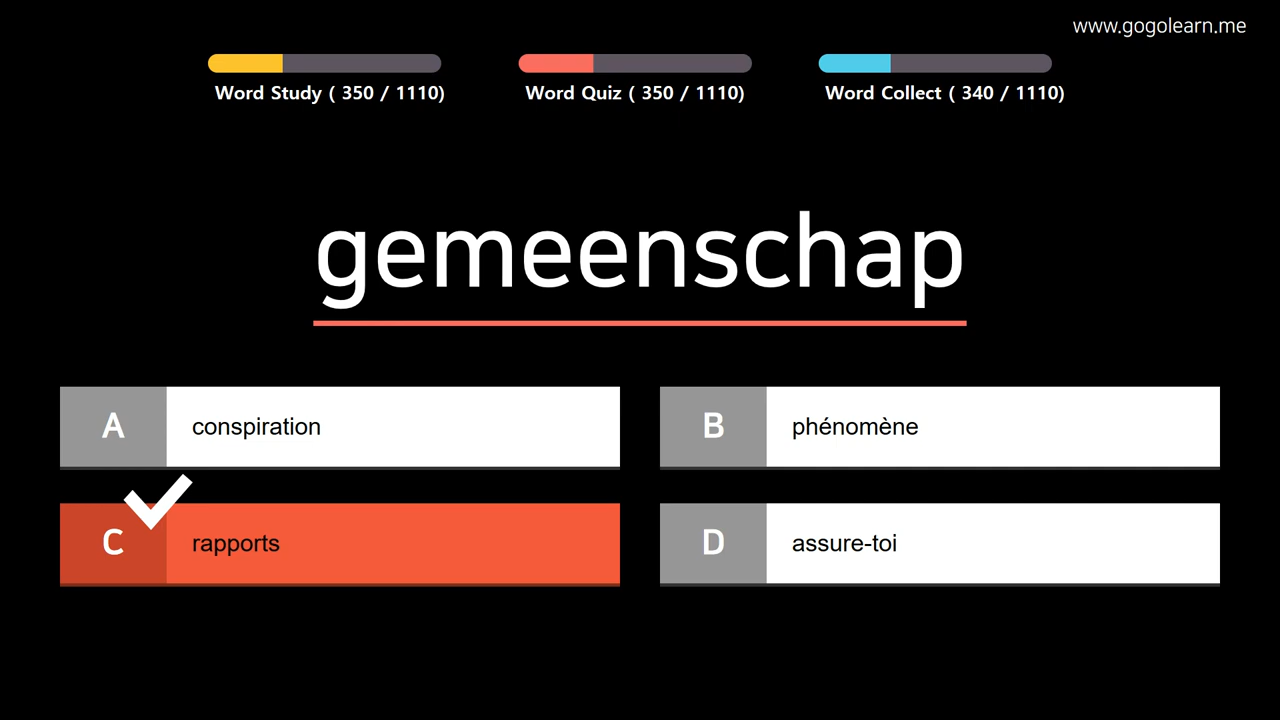 www.gogolearn.me
Word Study ( 350 / 1110)
Word Quiz ( 350 / 1110)
Word Collect ( 340 / 1110)
gemeenschap
A conspiration
B phénomène
C rapports
D assure-toi